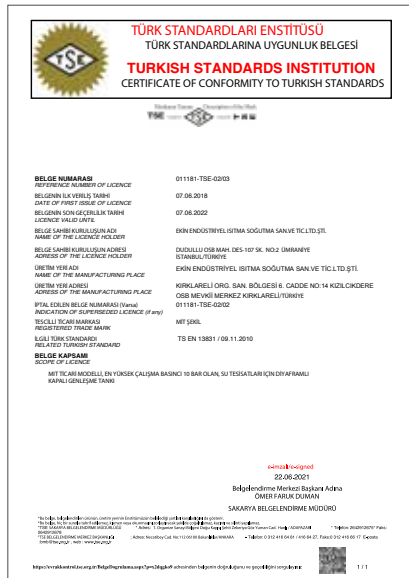 TSE
TÜRK STANDARDLARI ENSTİTÜSÜ
TÜRK STANDARDLARINA UYGUNLUK BELGESİ
TURKISH STANDARDS INSTITUTION
CERTIFICATE OF CONFORMITY TO TURKISH STANDARDS
TSE
BELGE NUMARASI 011181-TSE-02/03
REFERENCE NUMBER OF LICENCE
BELGENİN İLK VERİLİŞ TARİHİ 07.06.2018
DATE OF FIRST ISSUE OF LICENCE
BELGENİN SON GEÇERLİLİK TARİHİ 07.06.2022
LICENCE VALID UNTIL
BELGE SAHİBİ KURULUŞUN ADI EKİN ENDÜSTRİYEL ISITMA SOĞUTMA SAN.VE TİC.LTD.ŞTİ.
NAME OF THE LICENCE HOLDER
BELGE SAHİBİ KURULUŞUN ADRESİ DUDULLU OSB MAH. DES-107 SK. NO:2 ÜMRANİYE
ADRESS OF THE LICENCE HOLDER İSTANBUL/TÜRKİYE
ÜRETİM YERİ ADI EKİN ENDÜSTRİYEL ISITMA SOĞUTMA SAN.VE TİC.LTD.ŞTİ.
NAME OF THE MANUFACTURING PLACE
ÜRETİM YERİ ADRESİ KIRKLARELİ ORG. SAN. BÖLGESİ 6. CADDE NO:14 KIZILCIKDERE
ADRESS OF THE MANUFACTURING PLACE OSB MEVKİİ MERKEZ KIRKLARELİ/TÜRKİYE
İPTAL EDİLEN BELGE NUMARASI (Varsa) 011181-TSE-02/02
INDICATION OF SUPERSEDED LICENCE (if any)
TESCİLLİ TİCARİ MARKASI MİT ŞEKİL
REGISTERED TRADE MARK
İLGİLİ TÜRK STANDARDI TS EN 13831 / 09.11.2010
RELATED TURKISH STANDARD
BELGE KAPSAMI
SCOPE OF LICENCE
MIT TİCARİ MODELLİ, EN YÜKSEK ÇALIŞMA BASINCI 10 BAR OLAN, SU TESİSATLARI İÇİN DİYAFRAMLI
KAPALI GENLEŞME TANKI
e-imzalı/e-signed
22-06-2021
Belgelendirme Merkezi Başkanı Adına
ÖMER FARUK DUMAN
SAKARYA BELGELENDİRME MÜDÜRÜ
1 / 1